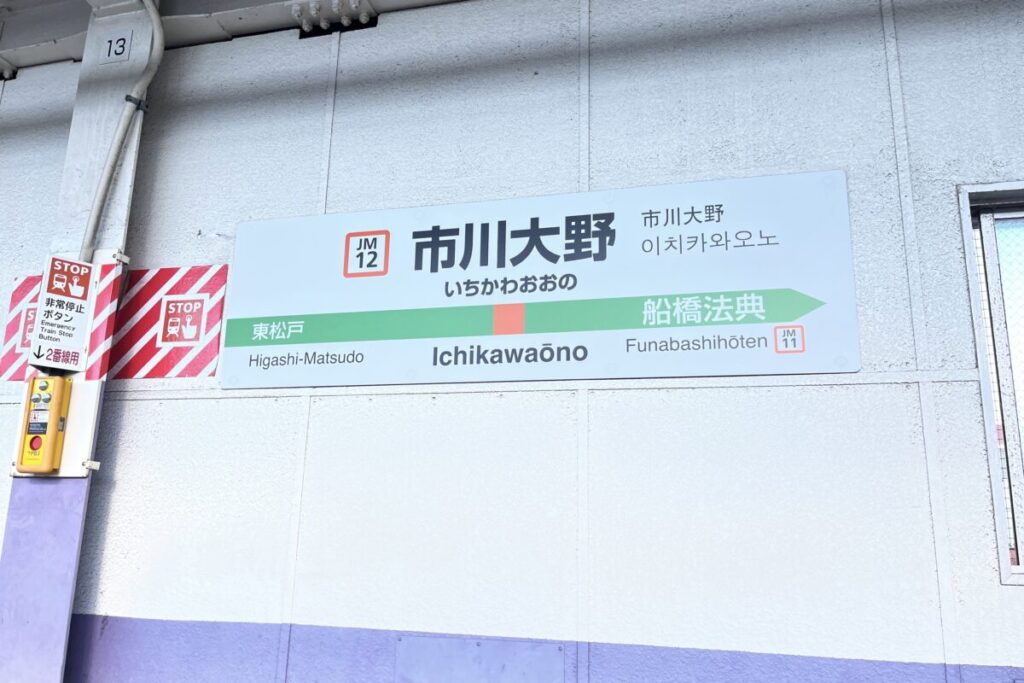 13
STOP
非常停止
ボタン
Emergency
Train Stop
Button
↓2番線用
STOP
JM
12
市川大野
いちかわおおの
市川大野
이치카와오노
東松戸
船橋法典
Higashi-Matsudo
Ichikawaōno
Funabashihōten
JM
11